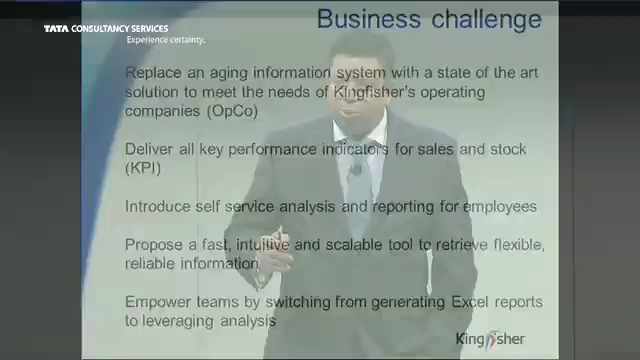 Business challenge
TATA CONSULTANCY SERVICES
Experience certainty.
Replace an aging information system with a state of the art
solution to meet the needs of Kingfisher's operating
companies (OpCo)
Deliver all key performance indicators for sales and stock
(KPI)
Introduce self service analysis and reporting for employees
Propose a fast, intuitive and scalable tool to retrieve flexible,
reliable information
Empower teams by switching from generating Excel reports
to leveraging analysis
Kingfisher